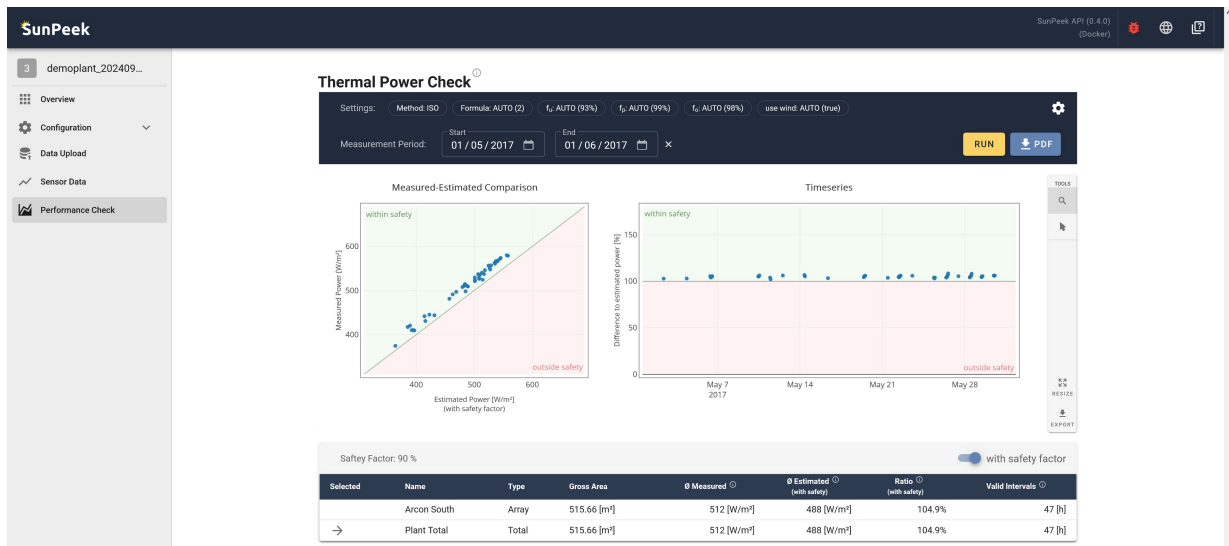 SunPeek
SunPeek API (0.4.0)
(Docker)
3 demoplant_202409...
Overview
Configuration
Data Upload
Sensor Data
Performance Check
Thermal Power Check
Settings: Method: ISO Formula: AUTO (2) fᵤ: AUTO (93%) fₚ: AUTO (99%) fₒ: AUTO (98%) use wind: AUTO (true)
Measurement Period: Start 01 / 05 / 2017 End 01 / 06 / 2017 × RUN PDF
Measured-Estimated Comparison
within safety
600
500
400
Measured Power [W/m²]
outside safety
400 500 600
Estimated Power [W/m²]
(with safety factor)
Timeseries
within safety
150
100
50
0
Difference to estimated power [%]
outside safety
May 7 May 14 May 21 May 28
2017
TOOLS
RESIZE
EXPORT
Saftey Factor: 90 % with safety factor
Selected Name Type Gross Area Ø Measured Ø Estimated (with safety) Ratio (with safety) Valid Intervals
Arcon South Array 515.66 [m²] 512 [W/m²] 488 [W/m²] 104.9% 47 [h]
Plant Total Total 515.66 [m²] 512 [W/m²] 488 [W/m²] 104.9% 47 [h]